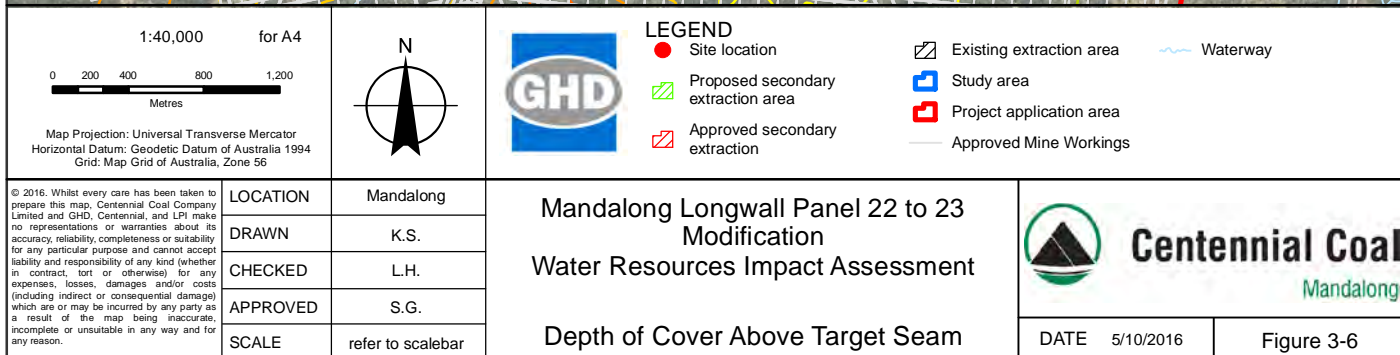 1:40,000 for A4
0 200 400 800 1,200
Metres
Map Projection: Universal Transverse Mercator
Horizontal Datum: Geodetic Datum of Australia 1994
Grid: Map Grid of Australia, Zone 56
N
GHD
LEGEND
Site location
Proposed secondary
extraction area
Approved secondary
extraction
Existing extraction area
Study area
Project application area
Approved Mine Workings
Waterway
© 2016. Whilst every care has been taken to
prepare this map, Centennial Coal Company
Limited and GHD, Centennial, and LPI make
no representations or warranties about its
accuracy, reliability, completeness or suitability
for any particular purpose and cannot accept
liability and responsibility of any kind (whether
in contract, tort or otherwise) for any
expenses, losses, damages and/or costs
(including indirect or consequential damage)
which are or may be incurred by any party as
a result of the map being inaccurate,
incomplete or unsuitable in any way and for
any reason.
LOCATION Mandalong
DRAWN K.S.
CHECKED L.H.
APPROVED S.G.
SCALE refer to scalebar
Mandalong Longwall Panel 22 to 23
Modification
Water Resources Impact Assessment
Depth of Cover Above Target Seam
Centennial Coal
Mandalong
DATE 5/10/2016
Figure 3-6